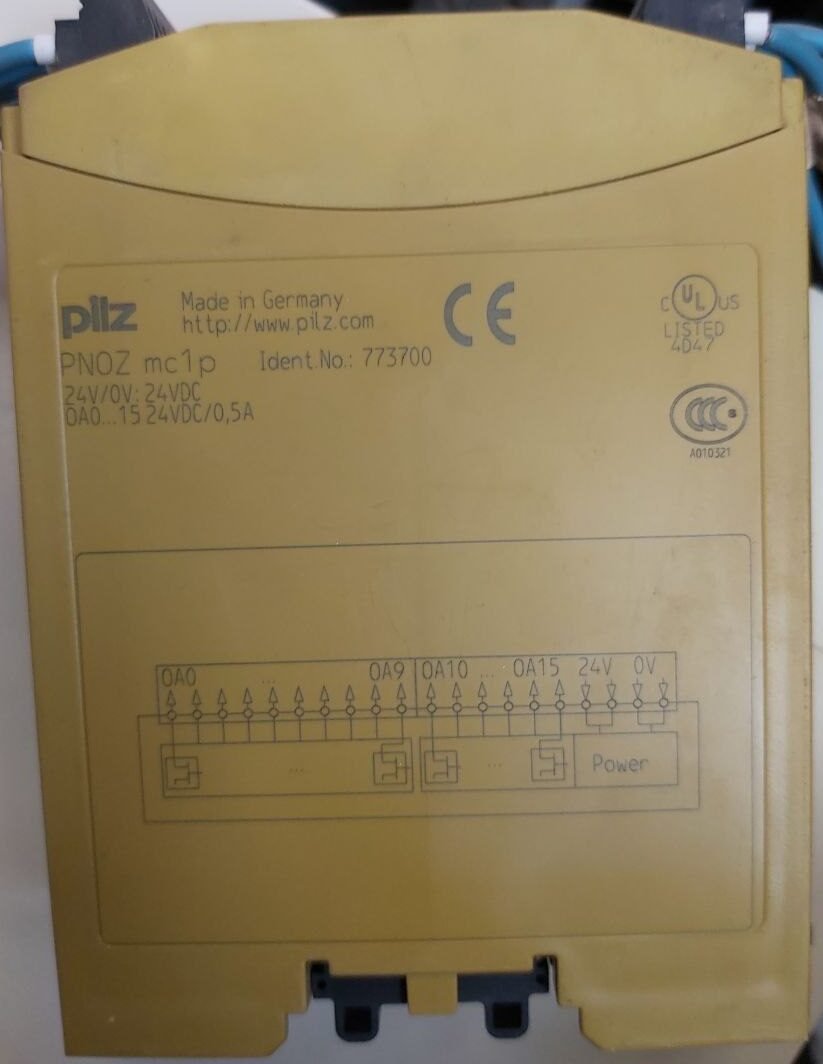 pilz
Made in Germany
http://www.pilz.com
CE
C UL US
LISTED
4D47
PNOZ mc1p Ident.No.: 773700
24V/0V: 24VDC
OA0...15 24VDC/0,5A
CCC S
A010321
OA0 ... OA9 OA10 ... OA15 24V 0V
... ... Power